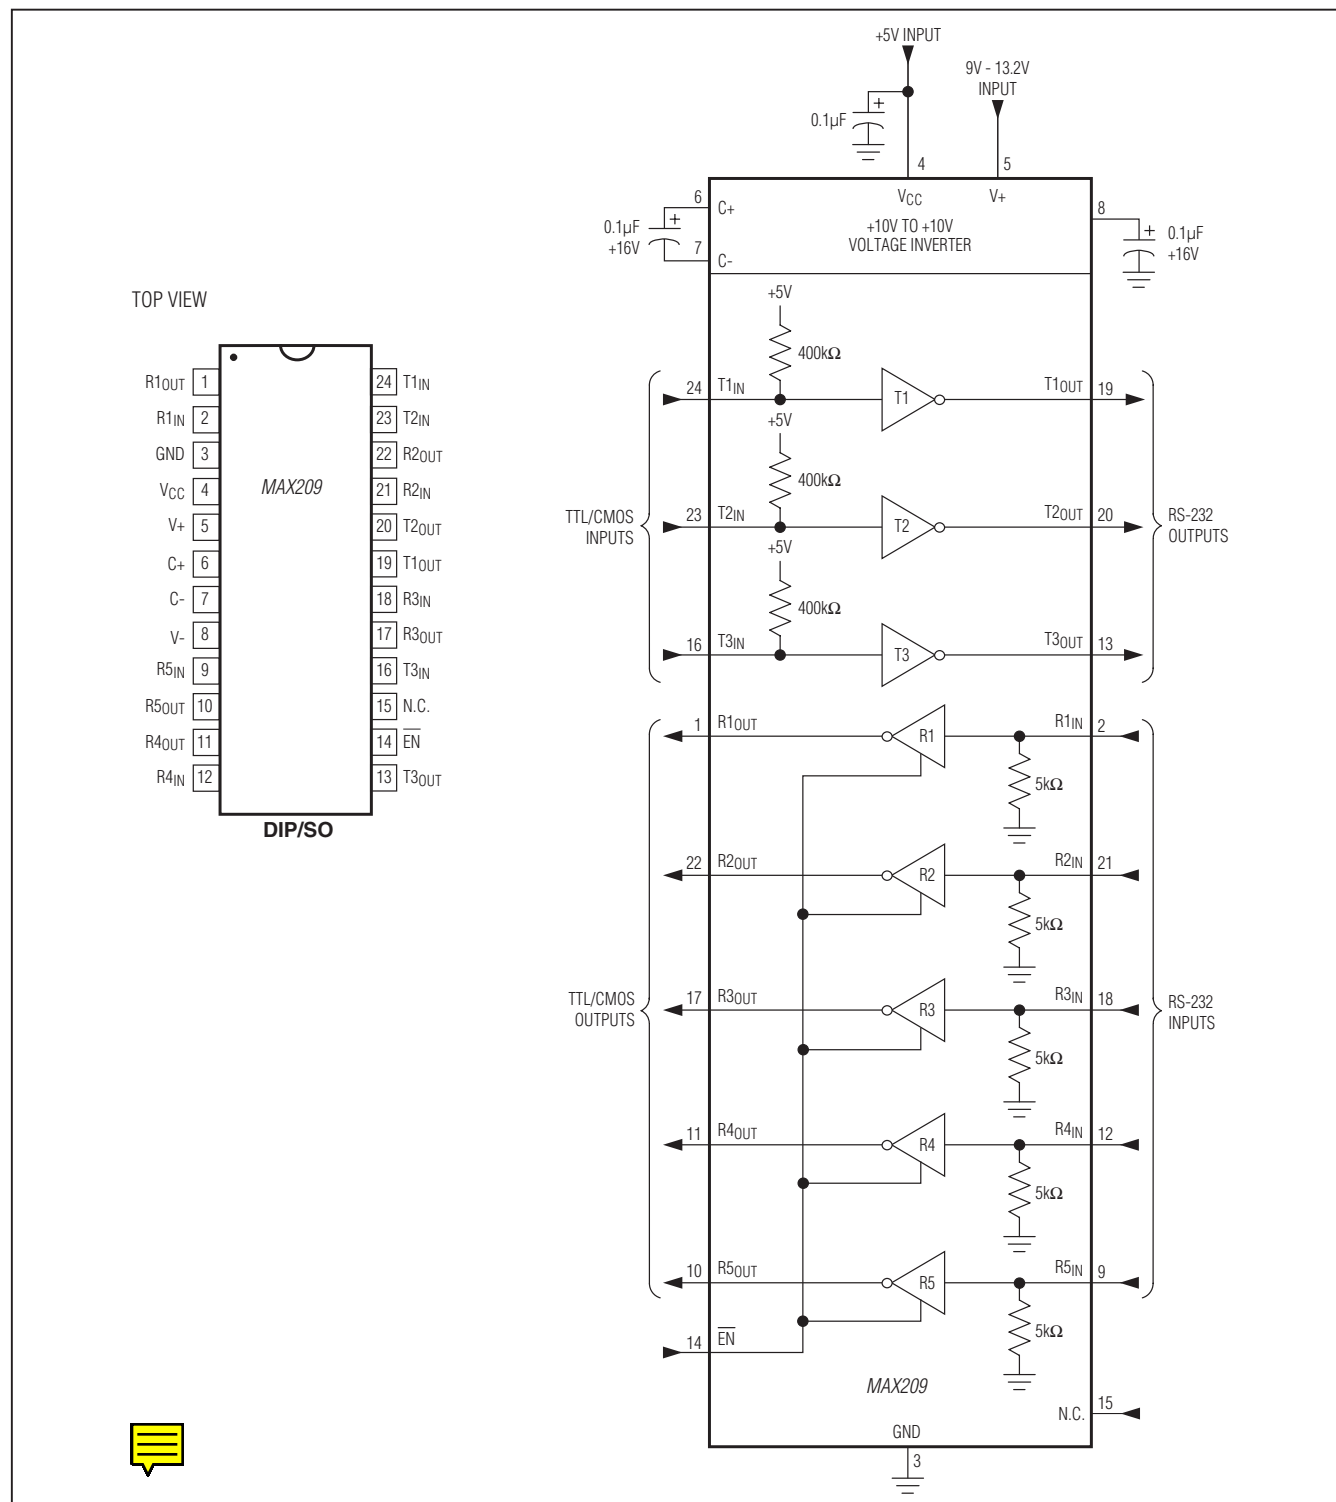 +5V INPUT
9V - 13.2V
INPUT
0.1µF
+
4
5
VCC
V+
+10V TO +10V
VOLTAGE INVERTER
6
C+
0.1µF
+16V
+
7
C-
8
+
0.1µF
+16V
TOP VIEW
R1OUT 1
R1IN 2
GND 3
VCC 4
V+ 5
C+ 6
C- 7
V- 8
R5IN 9
R5OUT 10
R4OUT 11
R4IN 12
MAX209
24 T1IN
23 T2IN
22 R2OUT
21 R2IN
20 T2OUT
19 T1OUT
18 R3IN
17 R3OUT
16 T3IN
15 N.C.
14 EN
13 T3OUT
DIP/SO
+5V
400kΩ
24 T1IN T1 T1OUT 19
+5V
400kΩ
23 T2IN T2 T2OUT 20
+5V
400kΩ
16 T3IN T3 T3OUT 13
TTL/CMOS
INPUTS
RS-232
OUTPUTS
1 R1OUT R1 R1IN 2
5kΩ
22 R2OUT R2 R2IN 21
5kΩ
17 R3OUT R3 R3IN 18
5kΩ
TTL/CMOS
OUTPUTS
RS-232
INPUTS
11 R4OUT R4 R4IN 12
5kΩ
10 R5OUT R5 R5IN 9
5kΩ
14 EN
MAX209
N.C. 15
GND
3